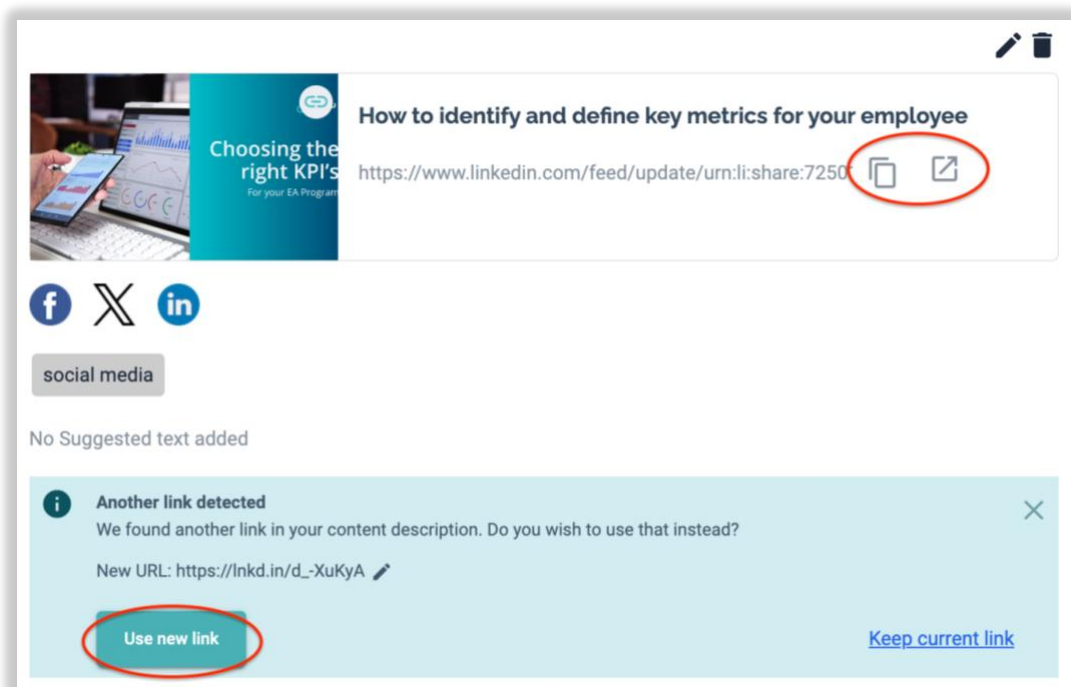 Choosing the
right KPI's
For your EA Program
How to identify and define key metrics for your employee
https://www.linkedin.com/feed/update/urn:li:share:7250
f X in
social media
No Suggested text added
i
Another link detected
We found another link in your content description. Do you wish to use that instead?
New URL: https://lnkd.in/d_-XuKyA
Use new link
Keep current link